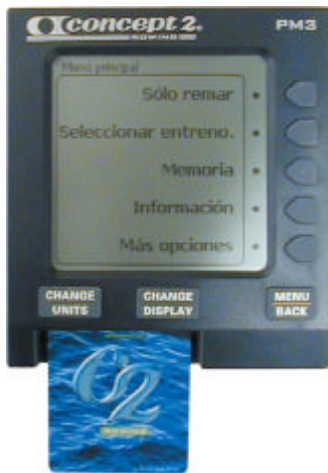 concept 2.
ROWING
PM3
Menú principal
Sólo remar
Seleccionar entreno.
Memoria
Información
Más opciones
CHANGE UNITS
CHANGE DISPLAY
MENU BACK
C2